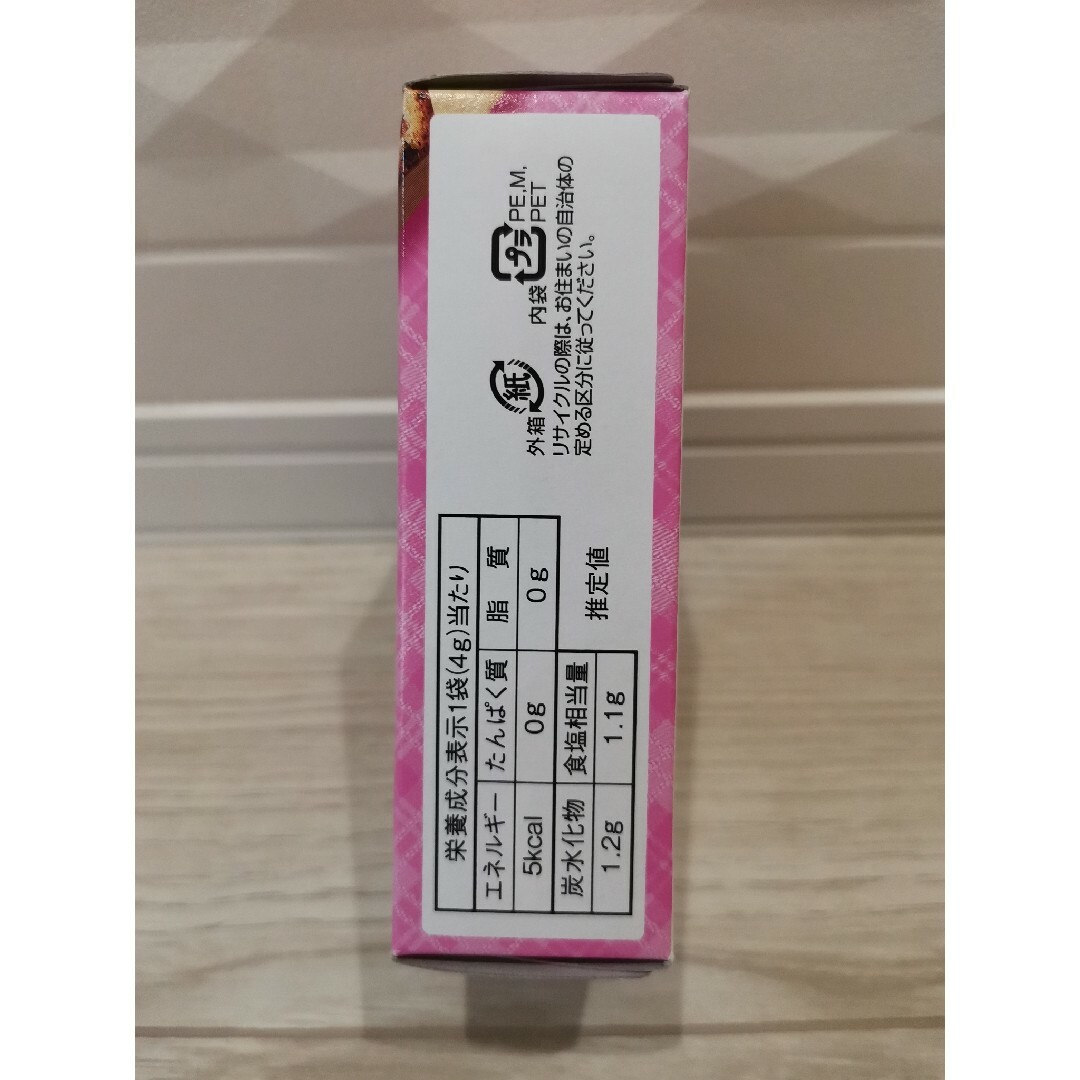 栄養成分表示1袋(4g)当たり
エネルギー たんぱく質 脂 質
5kcal 0g 0g
炭水化物 食塩相当量
1.2g 1.1g
推定値
外箱 紙
内袋 プラ PE,M,
PET
リサイクルの際は、お住まいの自治体の
定める区分に従ってください。